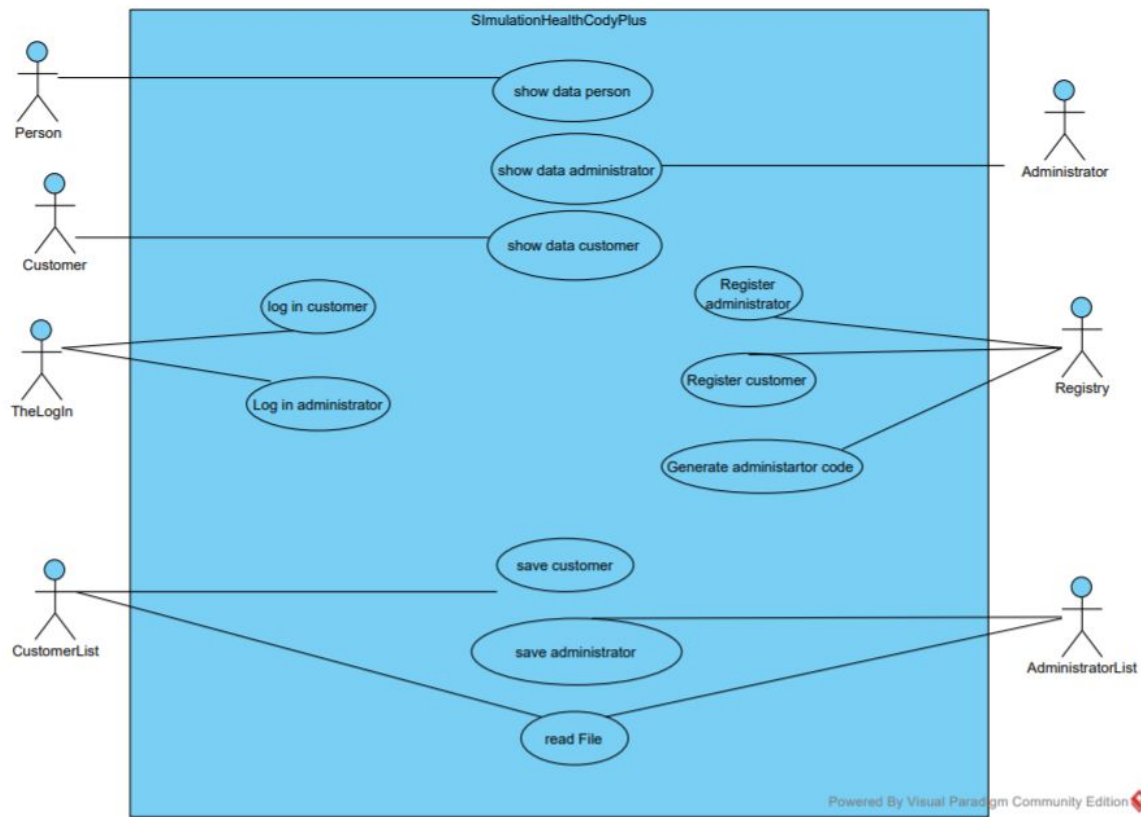 SImulationHealthCodyPlus
Person
show data person
show data administrator
Administrator
Customer
show data customer
log in customer
Register
administrator
TheLogIn
Log in administrator
Register customer
Registry
Generate administartor code
CustomerList
save customer
save administrator
AdministratorList
read File
Powered By Visual Paradigm Community Edition